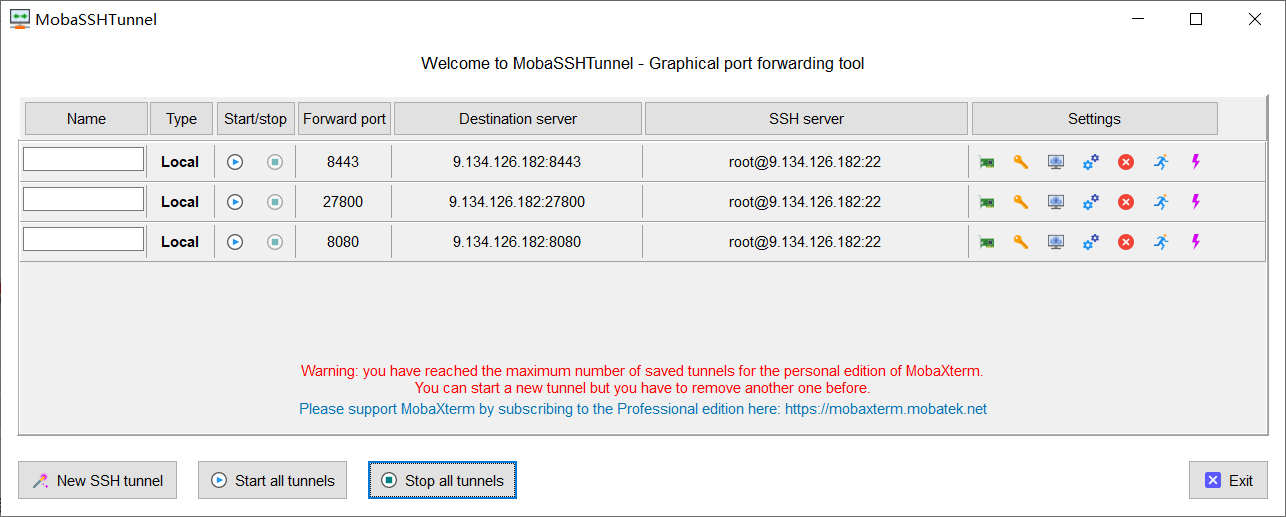 MobaSSHTunnel
Welcome to MobaSSHTunnel - Graphical port forwarding tool
Name Type Start/stop Forward port Destination server SSH server Settings
Local 8443 9.134.126.182:8443 root@9.134.126.182:22
Local 27800 9.134.126.182:27800 root@9.134.126.182:22
Local 8080 9.134.126.182:8080 root@9.134.126.182:22
Warning: you have reached the maximum number of saved tunnels for the personal edition of MobaXterm.
You can start a new tunnel but you have to remove another one before.
Please support MobaXterm by subscribing to the Professional edition here: https://mobaxterm.mobatek.net
New SSH tunnel Start all tunnels Stop all tunnels Exit